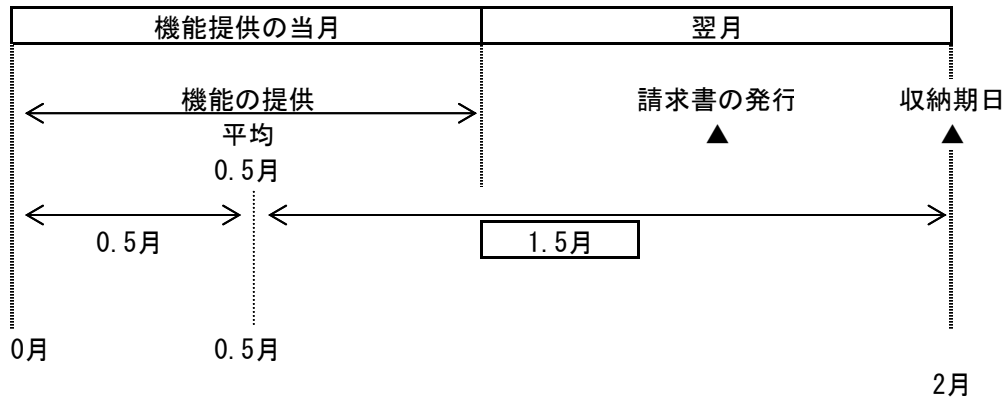 機能提供の当月 翌月
機能の提供 請求書の発行 収納期日
平均 ▲ ▲
0.5月
0.5月 1.5月
0月 0.5月
2月